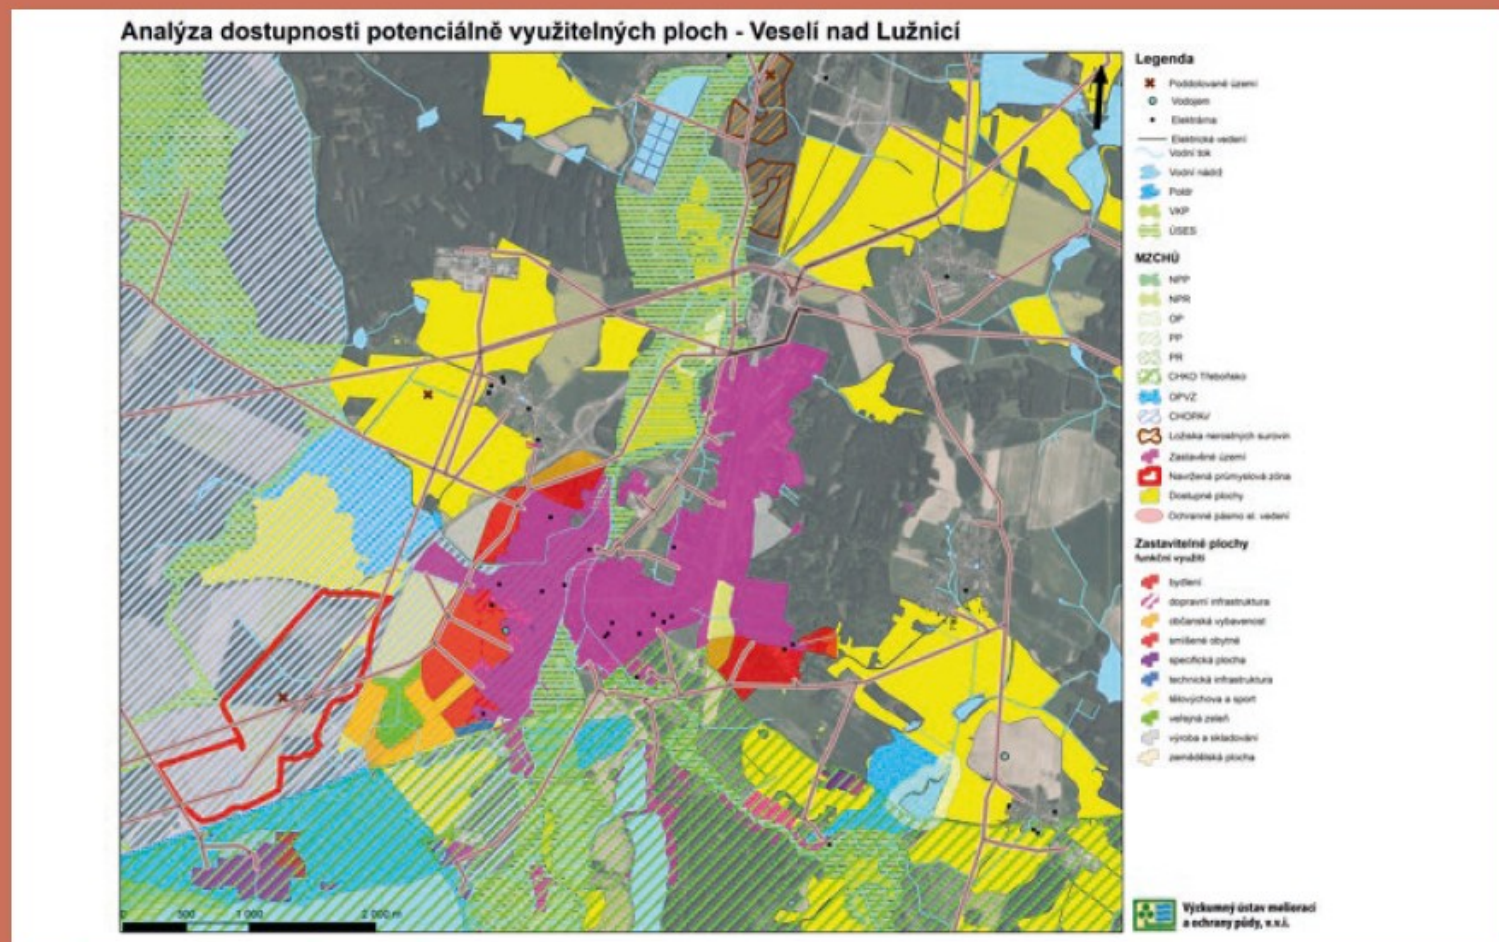 Analýza dostupnosti potenciálně využitelných ploch - Veselí nad Lužnicí
Legenda
Poddolované území
Vodojem
Elektrárna
Elektrické vedení
Vodní tok
Vodní nádrž
Poldr
VKP
ÚSES
MZCHÚ
NPP
NPR
OP
PP
PR
CHKO Třeboňsko
OPVZ
CHOPAV
Ložiska nerostných surovin
Zastavěné území
Navržená průmyslová zóna
Dostupné plochy
Ochranné pásmo el. vedení
Zastavitelné plochy
funkční využití
bydlení
dopravní infrastruktura
občanská vybavenost
smíšené obytné
specifická plocha
technická infrastruktura
tělovýchova a sport
veřejná zeleň
výroba a skladování
zemědělská plocha
0 500 1 000 2 000 m
Výzkumný ústav meliorací
a ochrany půdy, v.v.i.